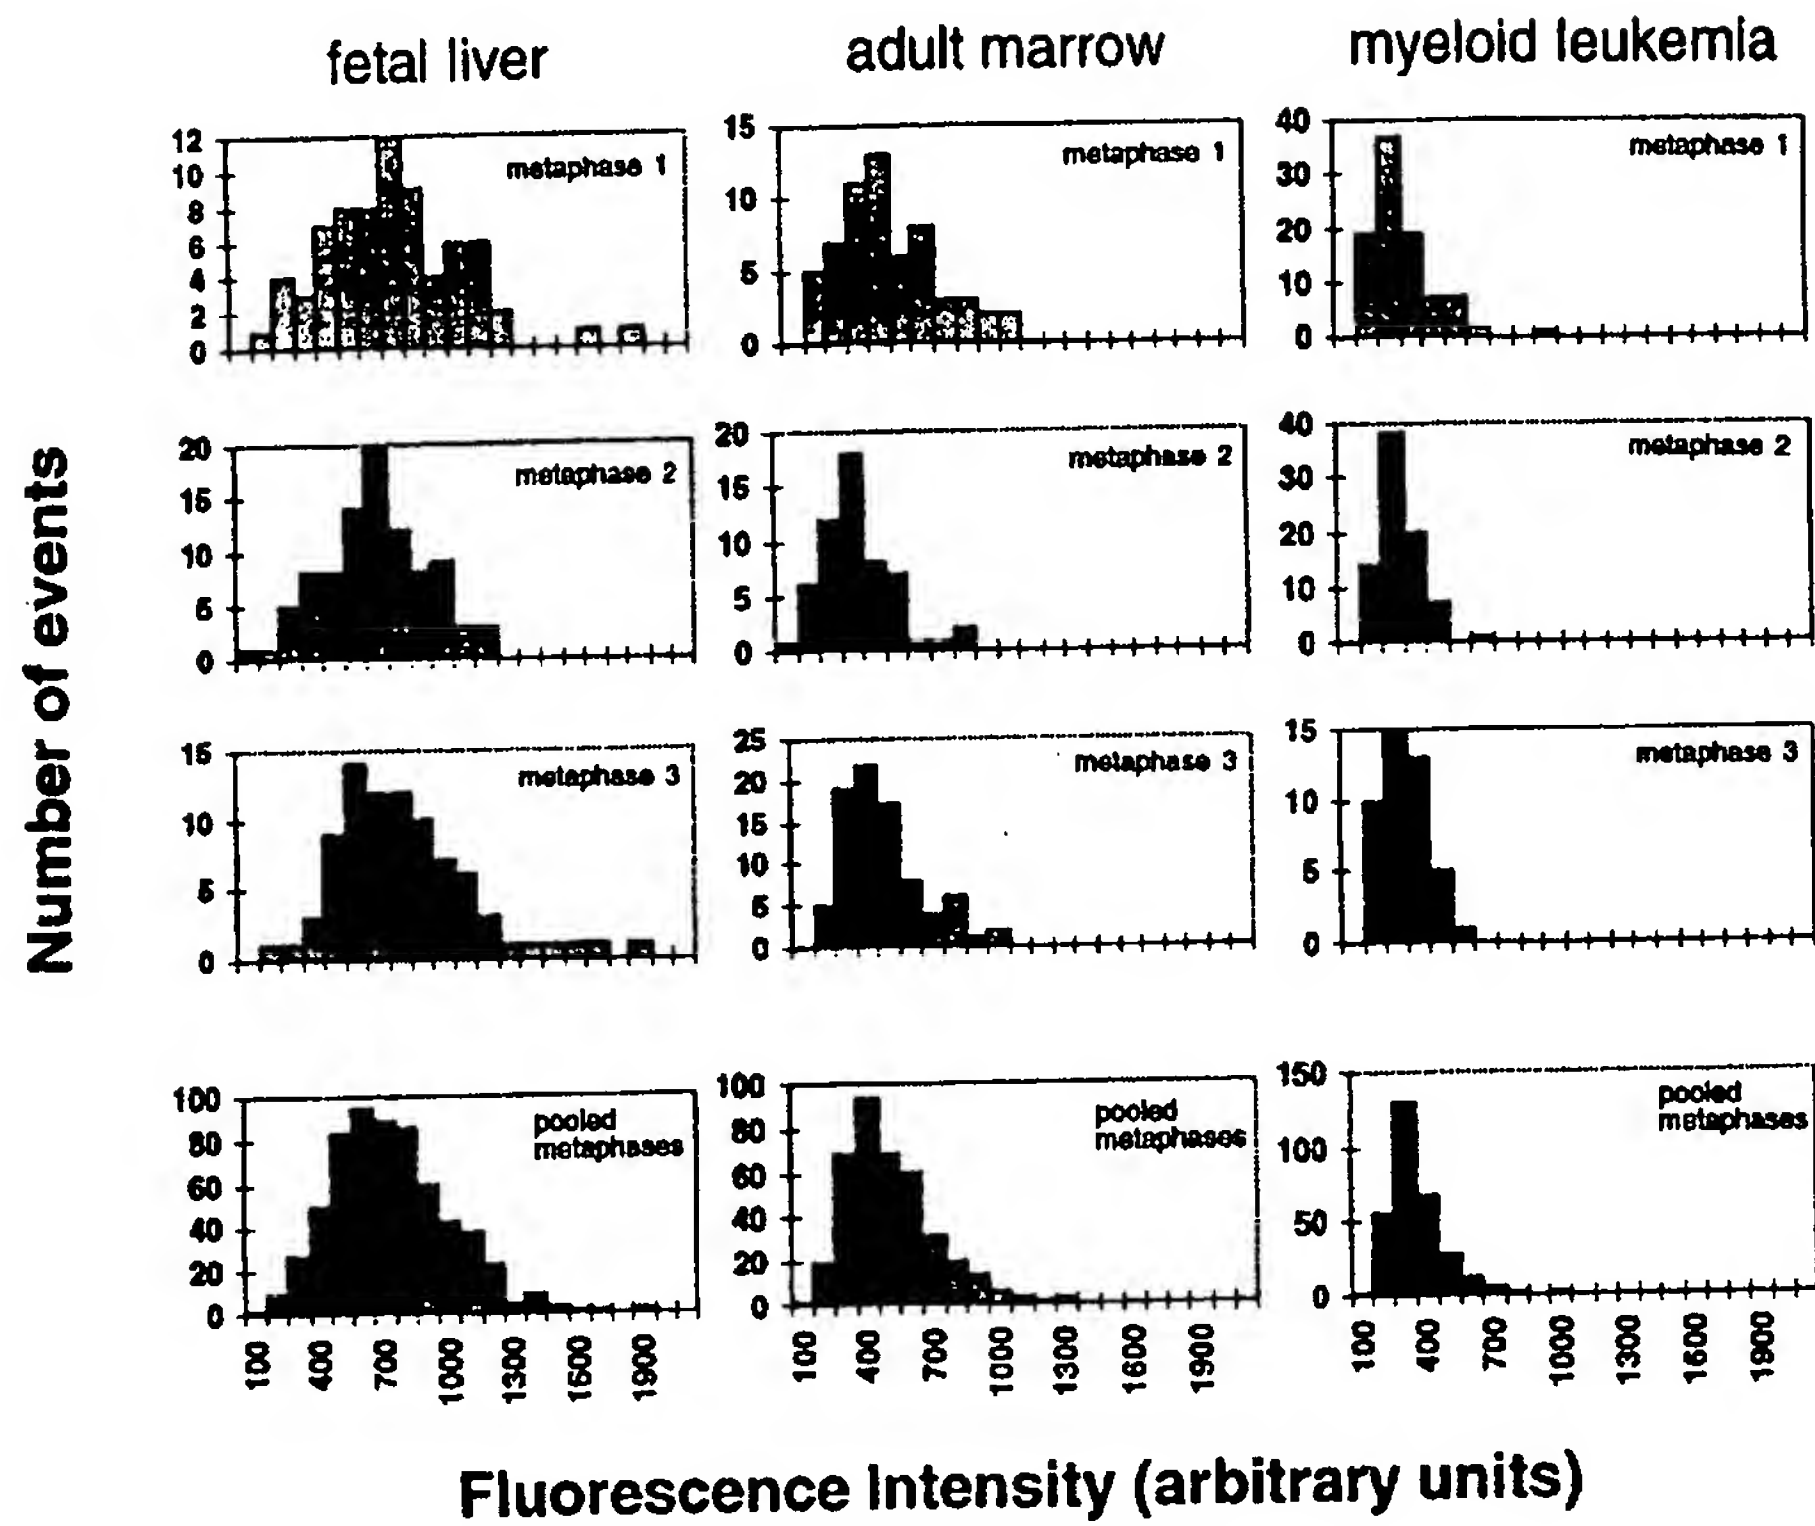 fetal liver
adult marrow
myeloid leukemia
12
10
8
6
4
2
0
metaphase 1
15
10
5
0
metaphase 1
40
30
20
10
0
metaphase 1
20
15
10
5
0
metaphase 2
20
15
10
5
0
metaphase 2
40
30
20
10
0
metaphase 2
15
10
5
0
metaphase 3
25
20
15
10
5
0
metaphase 3
15
10
5
0
metaphase 3
100
80
60
40
20
0
pooled
metaphases
100
80
60
40
20
0
pooled
metaphases
150
100
50
0
pooled
metaphases
100 400 700 1000 1300 1600 1900
100 400 700 1000 1300 1600 1900
100 400 700 1000 1300 1600 1900
Number of events
Fluorescence Intensity (arbitrary units)